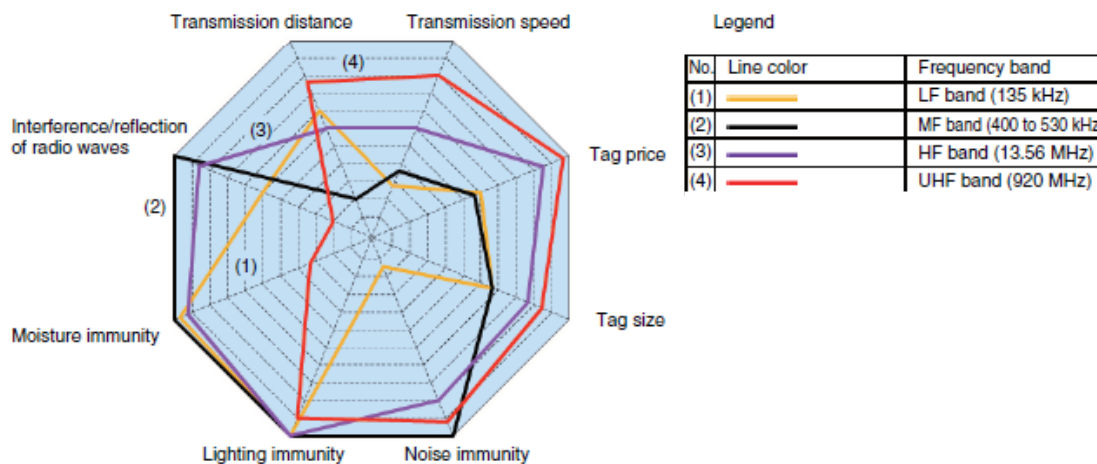 Transmission distance
Transmission speed
Legend
(4)
No. Line color Frequency band
(1) LF band (135 kHz)
(2) MF band (400 to 530 kHz)
(3) HF band (13.56 MHz)
(4) UHF band (920 MHz)
Interference/reflection
of radio waves
(3)
Tag price
(2)
(1)
Moisture immunity
Tag size
Lighting immunity
Noise immunity